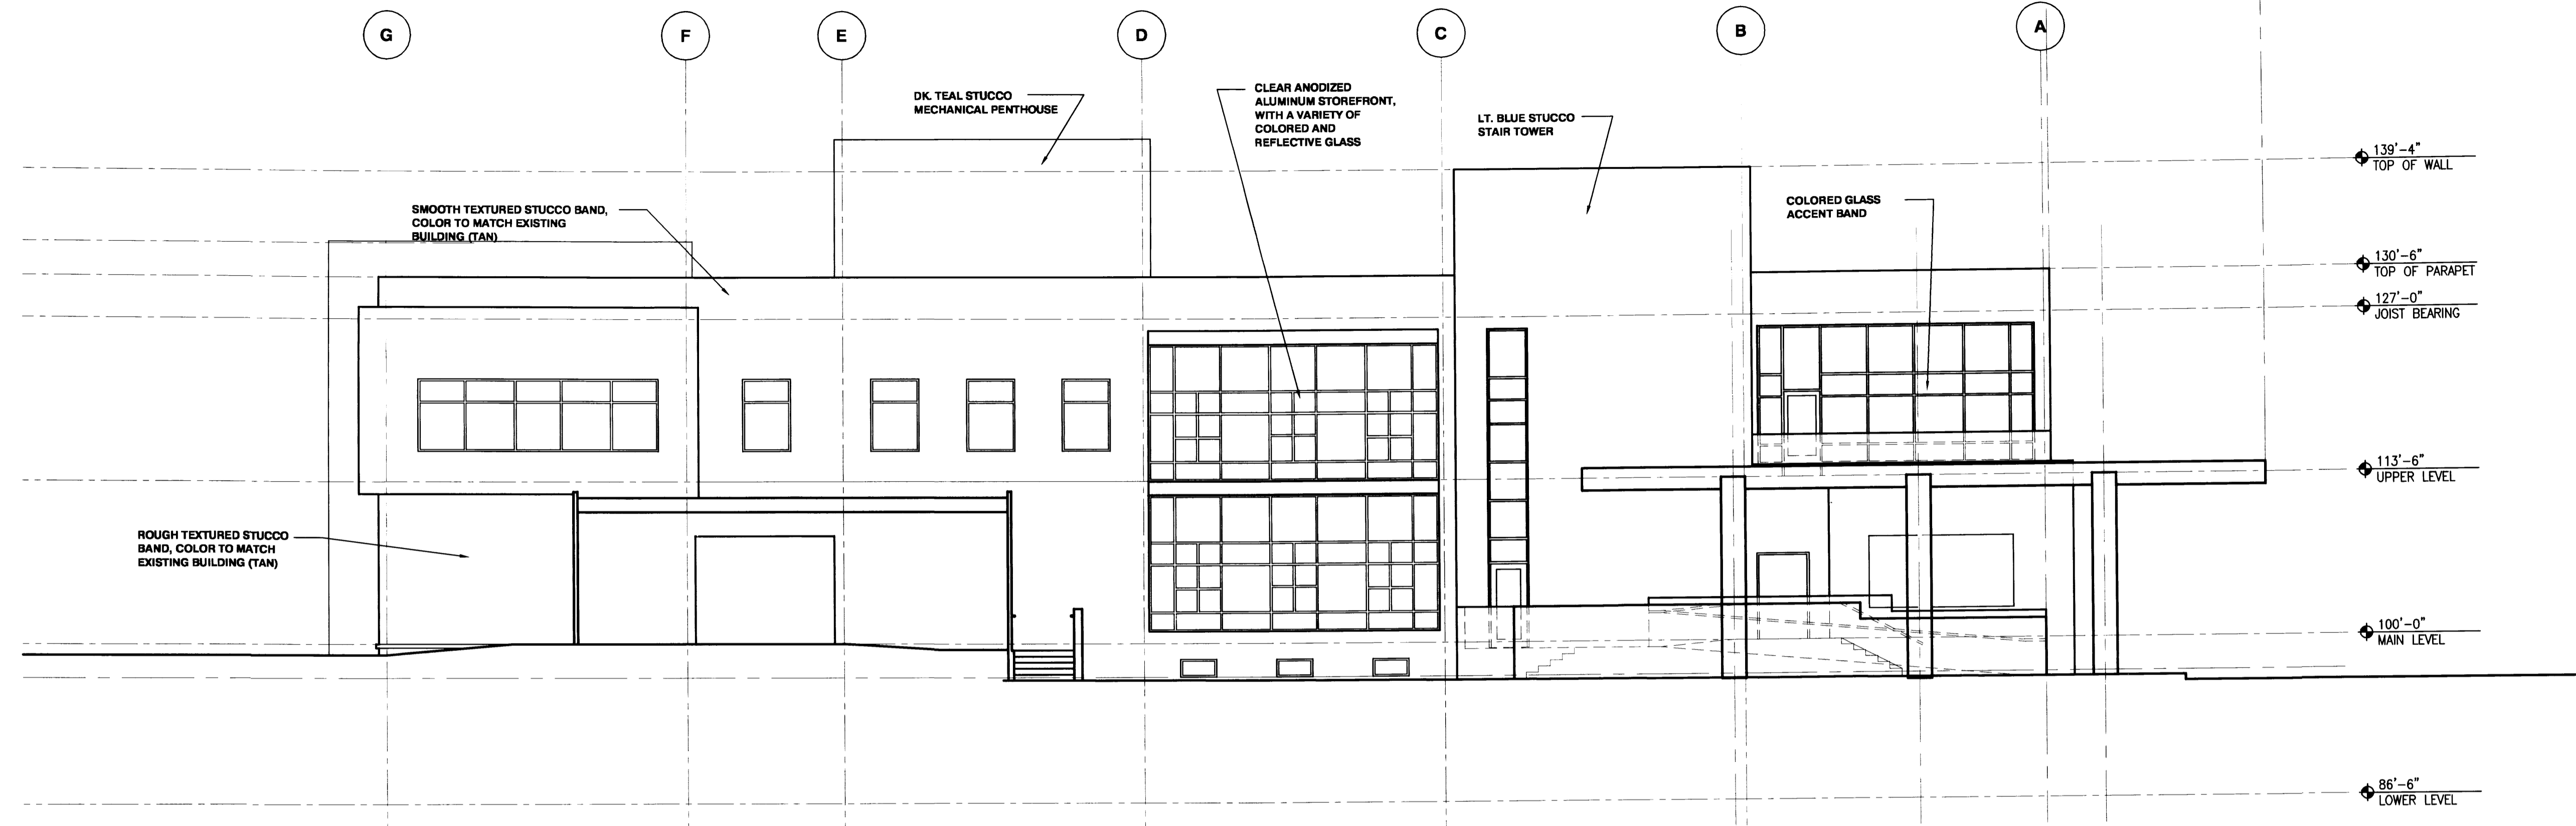 G
F
E
D
C
B
A
DK. TEAL STUCCO
MECHANICAL PENTHOUSE
CLEAR ANODIZED
ALUMINUM STOREFRONT,
WITH A VARIETY OF
COLORED AND
REFLECTIVE GLASS
LT. BLUE STUCCO
STAIR TOWER
139'-4"
TOP OF WALL
SMOOTH TEXTURED STUCCO BAND,
COLOR TO MATCH EXISTING
BUILDING (TAN)
COLORED GLASS
ACCENT BAND
130'-6"
TOP OF PARAPET
127'-0"
JOIST BEARING
113'-6"
UPPER LEVEL
ROUGH TEXTURED STUCCO
BAND, COLOR TO MATCH
EXISTING BUILDING (TAN)
100'-0"
MAIN LEVEL
86'-6"
LOWER LEVEL